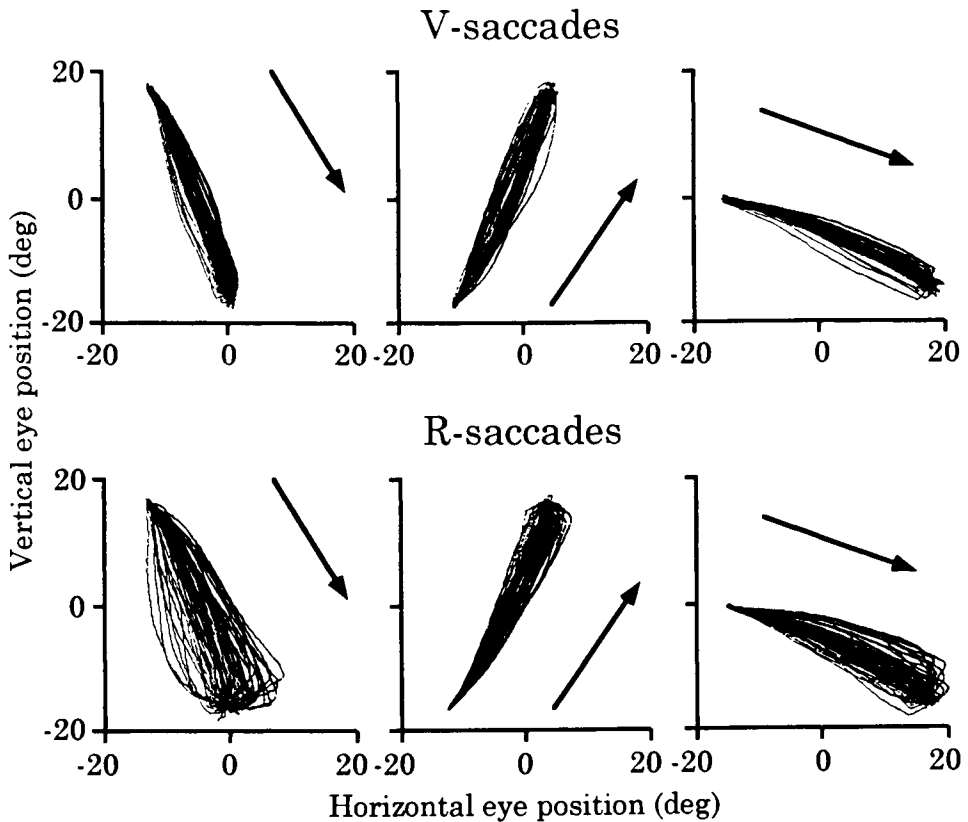 V-saccades
20
0
-20
-20 0 20 -20 0 20 -20 0 20
R-saccades
20
0
-20
-20 0 20 -20 0 20 -20 0 20
Vertical eye position (deg)
Horizontal eye position (deg)